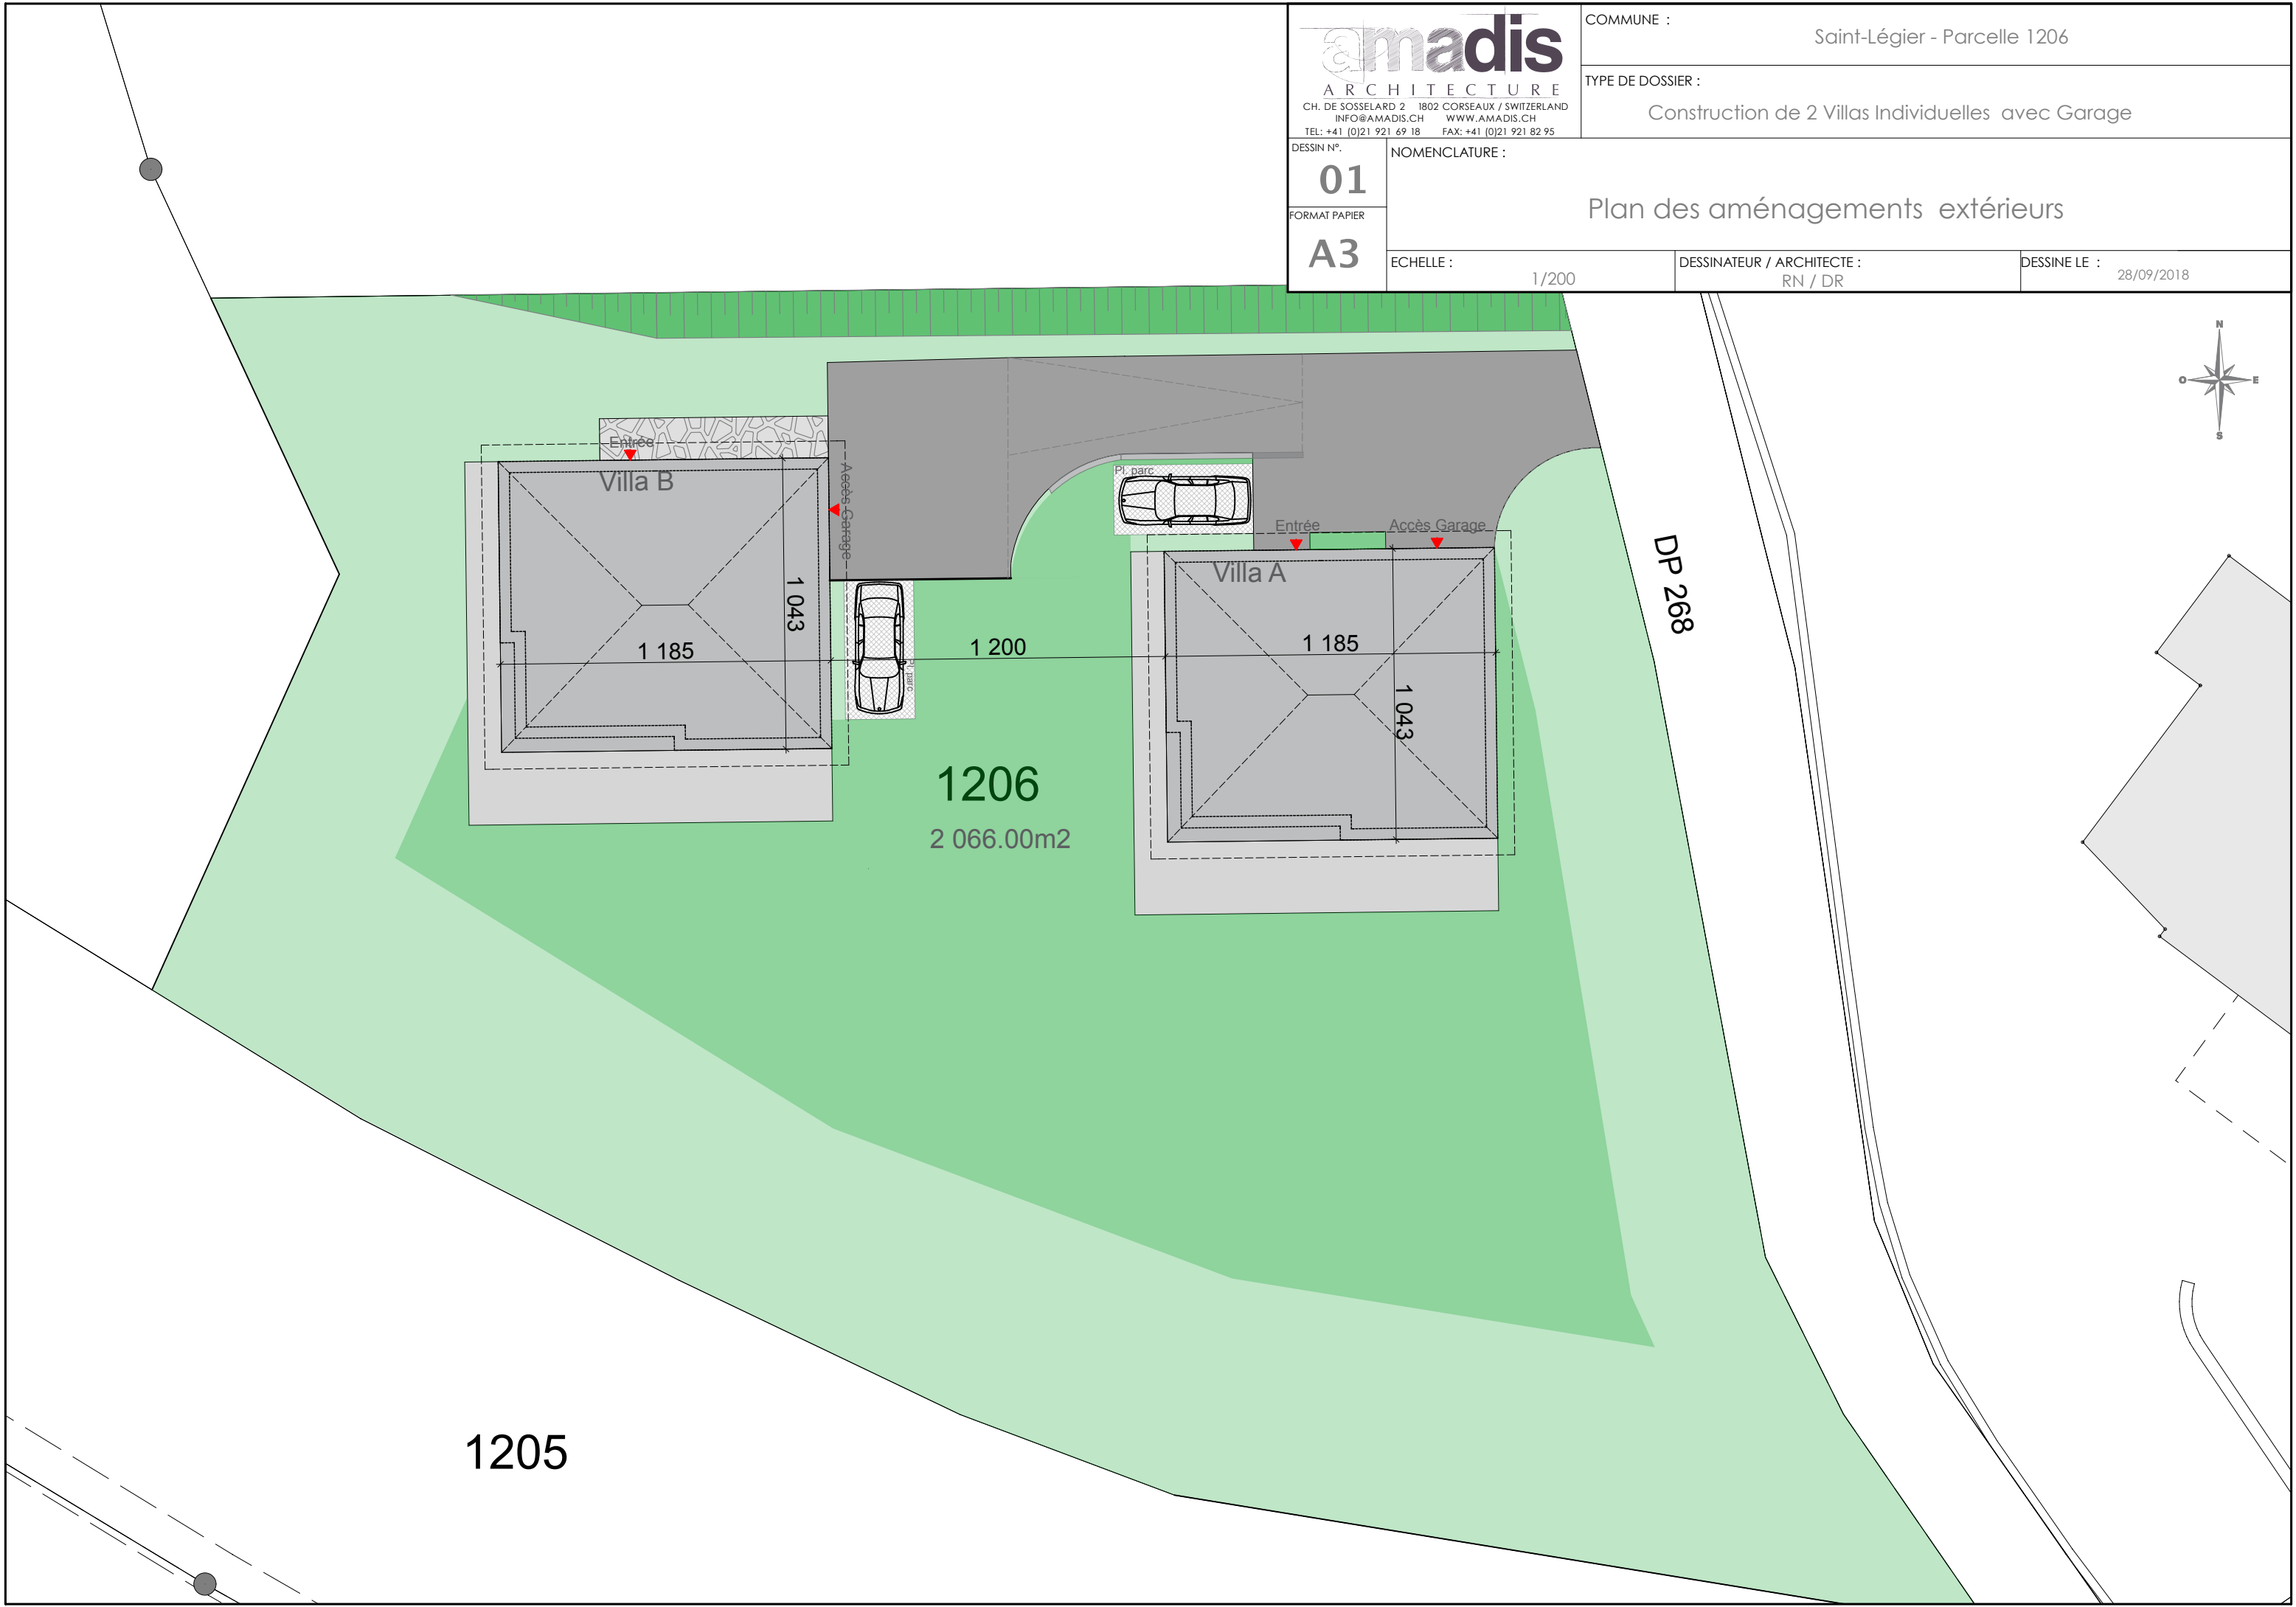 amadis
ARCHITECTURE
CH. DE SOSSELARD 2 1802 CORSEAUX / SWITZERLAND
INFO@AMADIS.CH WWW.AMADIS.CH
TEL: +41 (0)21 921 69 18 FAX: +41 (0)21 921 82 95
COMMUNE :
Saint-Légier - Parcelle 1206
TYPE DE DOSSIER :
Construction de 2 Villas Individuelles avec Garage
DESSIN N°.
01
NOMENCLATURE :
Plan des aménagements extérieurs
FORMAT PAPIER
A3
ECHELLE :
1/200
DESSINATEUR / ARCHITECTE :
RN / DR
DESSINE LE :
28/09/2018
N
O
E
S
Entrée
Villa B
Accès Garage
Pl. parc
Entrée
Accès Garage
Villa A
DP 268
1 043
1 185
1 200
1 185
Pl. parc
1 043
1206
2 066.00m2
1205